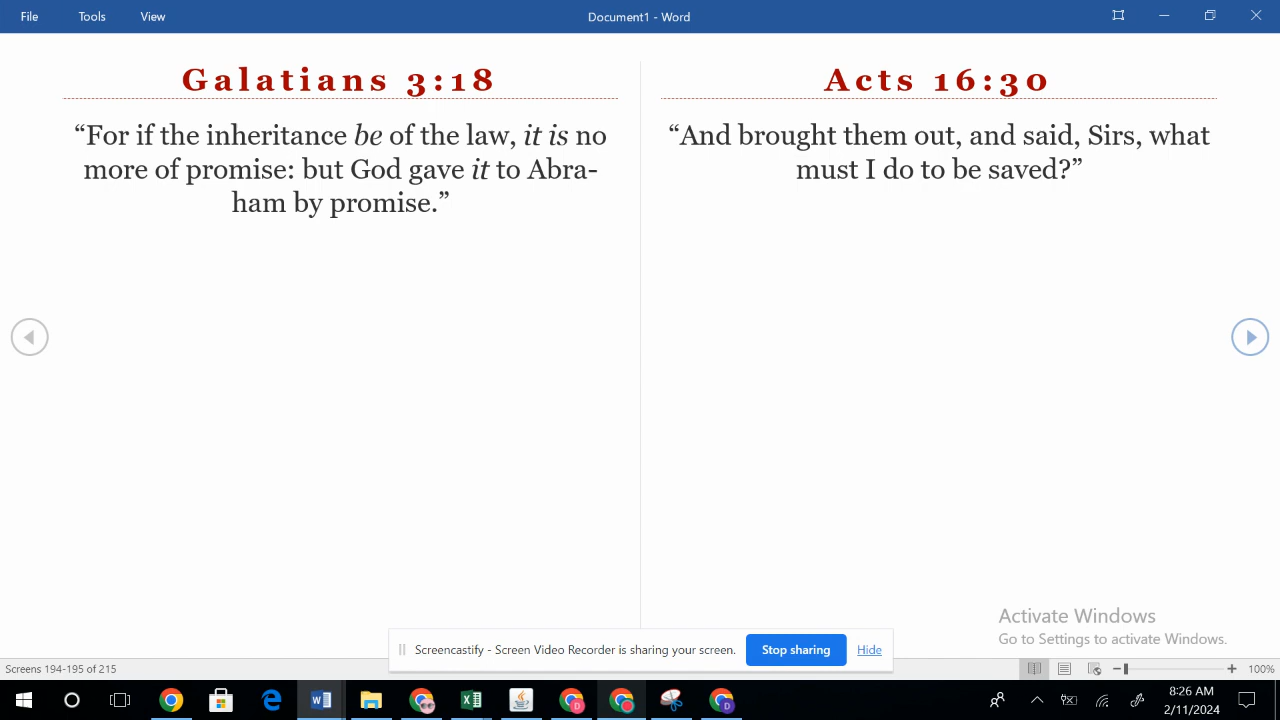 File Tools View Document1 - Word
Galatians 3:18
“For if the inheritance be of the law, it is no
more of promise: but God gave it to Abra-
ham by promise.”
Acts 16:30
“And brought them out, and said, Sirs, what
must I do to be saved?”
Activate Windows
Go to Settings to activate Windows.
Screencastify - Screen Video Recorder is sharing your screen. Stop sharing Hide
Screens 194-195 of 215 100%
8:26 AM
2/11/2024